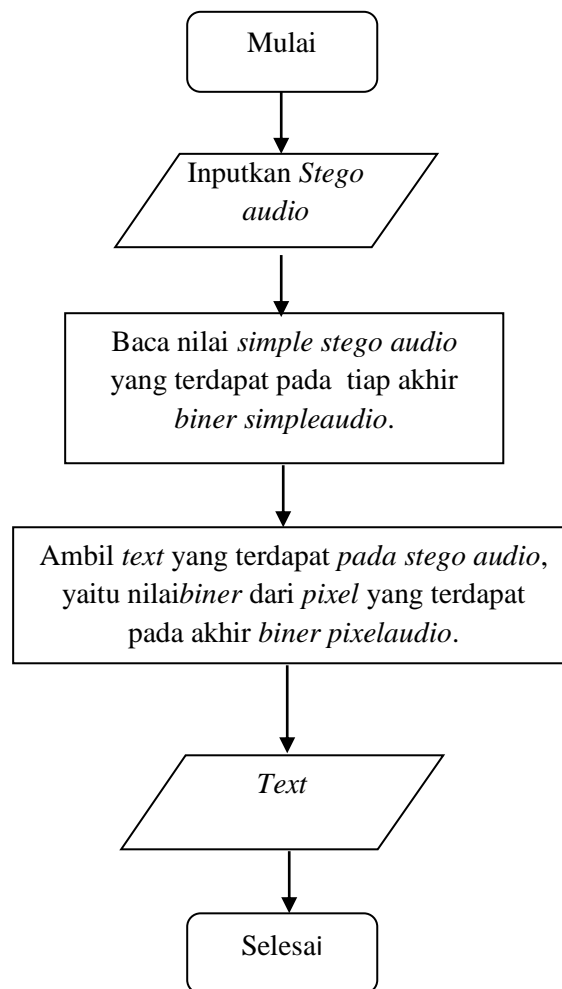 Mulai
Inputkan Stego
audio
Baca nilai simple stego audio
yang terdapat pada tiap akhir
biner simpleaudio.
Ambil text yang terdapat pada stego audio,
yaitu nilaibiner dari pixel yang terdapat
pada akhir biner pixelaudio.
Text
Selesai